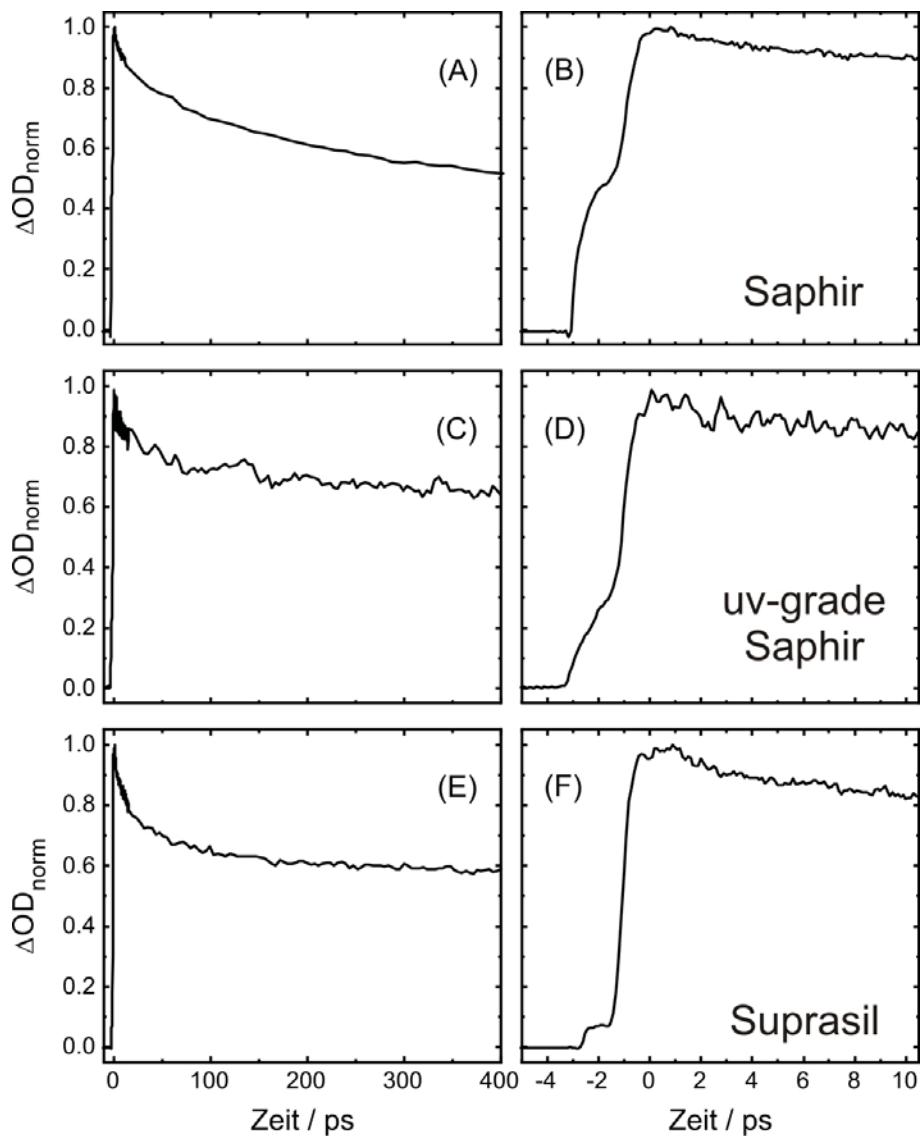 1.0
0.8
0.6
0.4
0.2
0.0
ΔOD_norm
(A)
(B)
Saphir
1.0
0.8
0.6
0.4
0.2
0.0
ΔOD_norm
(C)
(D)
uv-grade
Saphir
1.0
0.8
0.6
0.4
0.2
0.0
ΔOD_norm
(E)
(F)
Suprasil
0 100 200 300 400
-4 -2 0 2 4 6 8 10
Zeit / ps
Zeit / ps